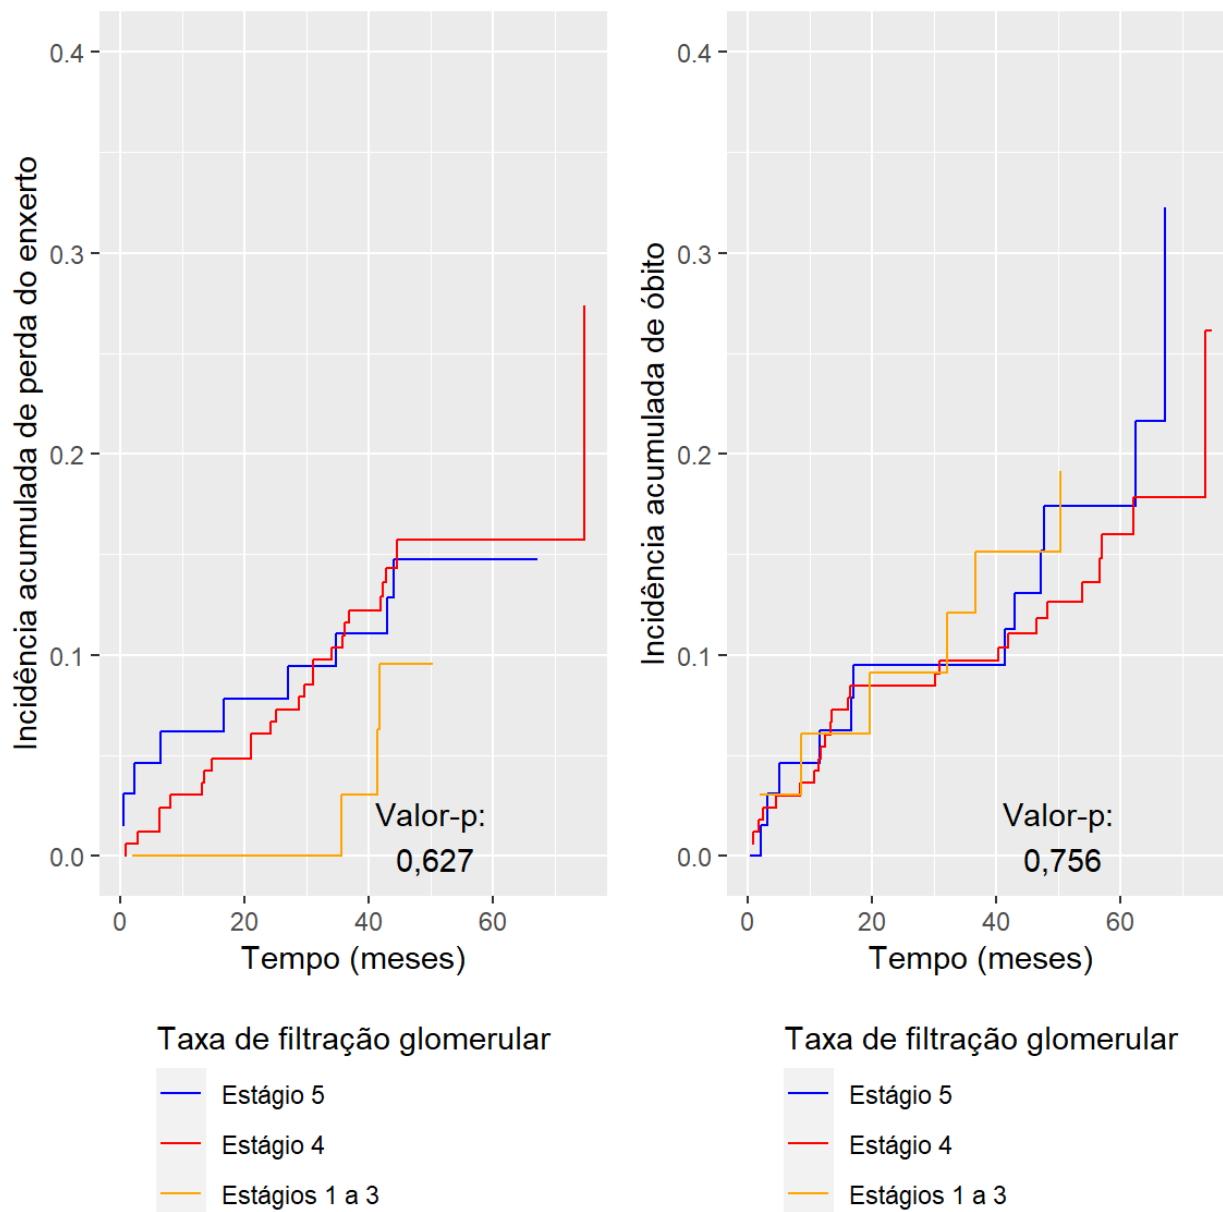 Incidência acumulada de perda do enxerto
0.4
0.3
0.2
0.1
0.0
Valor-p:
0,627
0
20
40
60
Tempo (meses)
Taxa de filtração glomerular
Estágio 5
Estágio 4
Estágios 1 a 3
Incidência acumulada de óbito
0.4
0.3
0.2
0.1
0.0
Valor-p:
0,756
0
20
40
60
Tempo (meses)
Taxa de filtração glomerular
Estágio 5
Estágio 4
Estágios 1 a 3